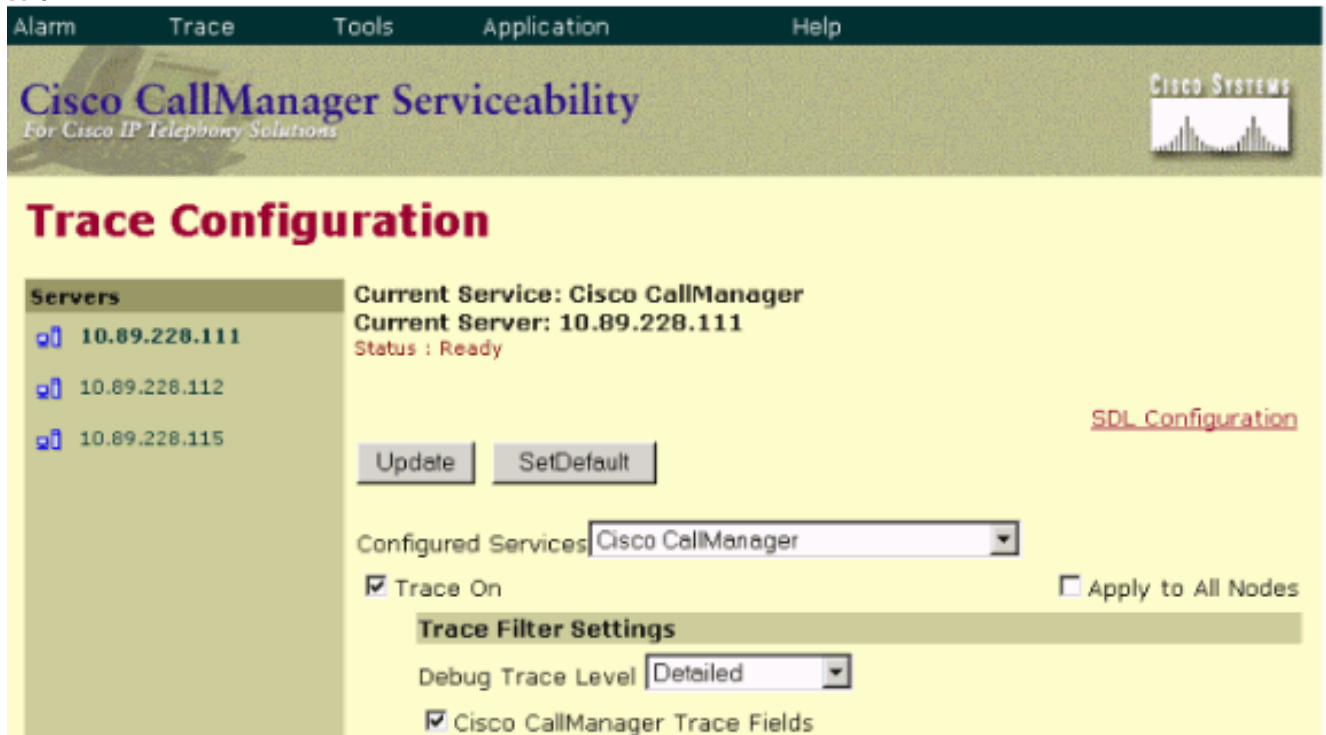 Alarm Trace Tools Application Help
Cisco CallManager Serviceability
For Cisco IP Telephony Solutions
CISCO SYSTEMS
Trace Configuration
Servers
10.89.228.111
10.89.228.112
10.89.228.115
Current Service: Cisco CallManager
Current Server: 10.89.228.111
Status : Ready
SDL Configuration
Update SetDefault
Configured Services Cisco CallManager
Trace On Apply to All Nodes
Trace Filter Settings
Debug Trace Level Detailed
Cisco CallManager Trace Fields